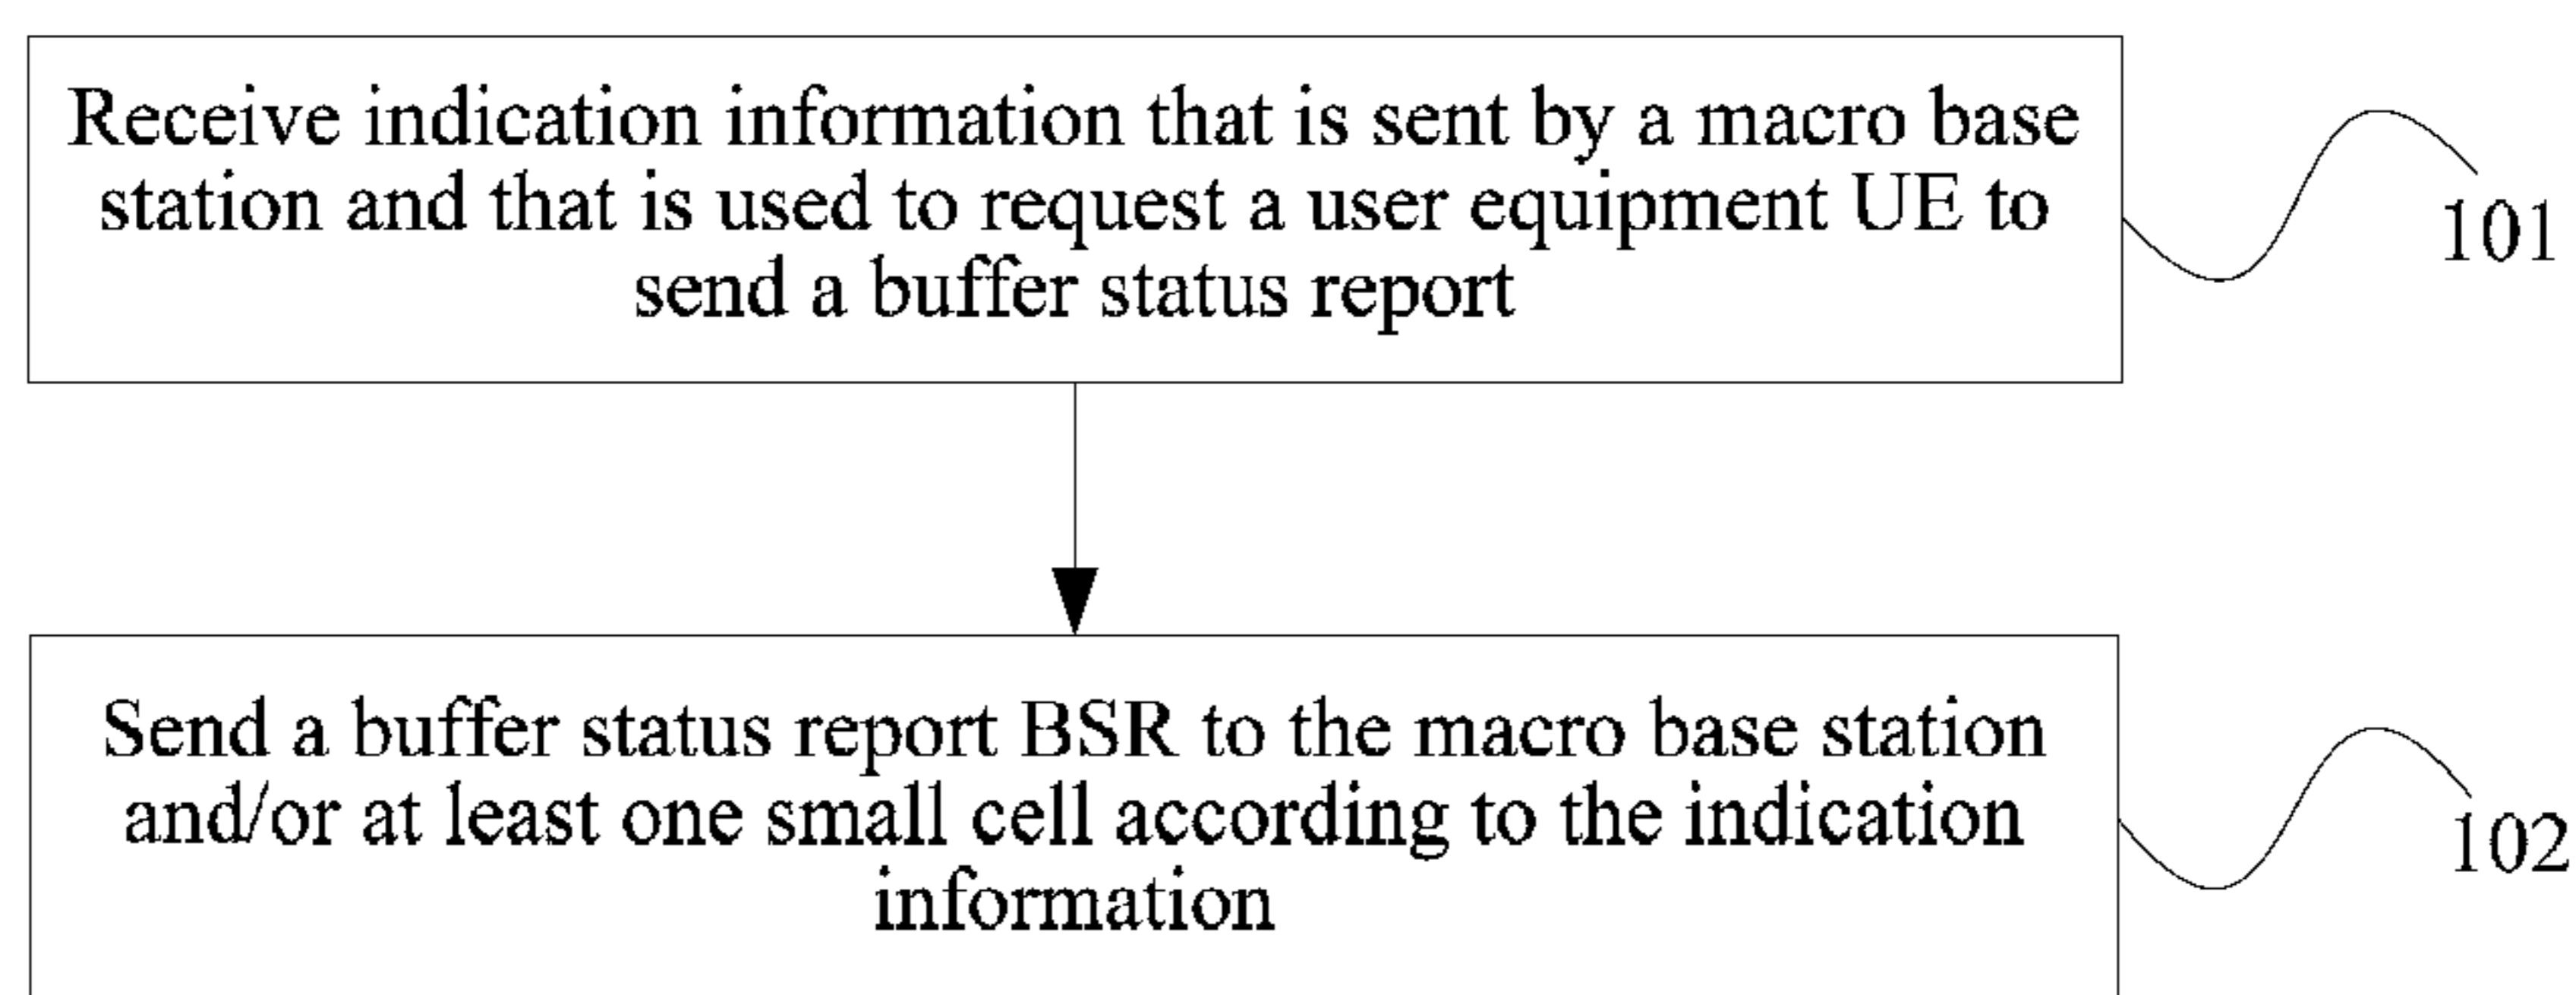 Receive indication information that is sent by a macro base
station and that is used to request a user equipment UE to
send a buffer status report
101
Send a buffer status report BSR to the macro base station
and/or at least one small cell according to the indication
information
102